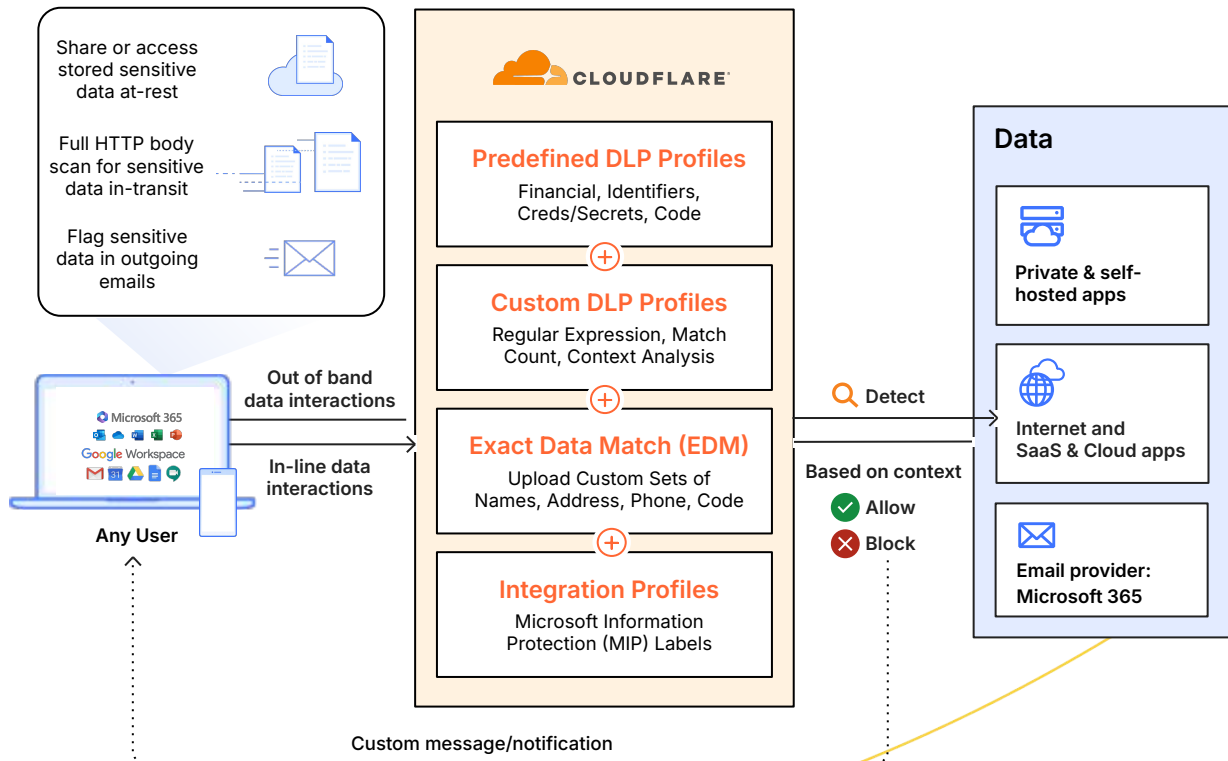 Share or access
stored sensitive
data at-rest
Full HTTP body
scan for sensitive
data in-transit
Flag sensitive
data in outgoing
emails
Microsoft 365
Google Workspace
31
Any User
Out of band
data interactions
In-line data
interactions
CLOUDFLARE
Predefined DLP Profiles
Financial, Identifiers,
Creds/Secrets, Code
Custom DLP Profiles
Regular Expression, Match
Count, Context Analysis
Exact Data Match (EDM)
Upload Custom Sets of
Names, Address, Phone, Code
Integration Profiles
Microsoft Information
Protection (MIP) Labels
Detect
Based on context
Allow
Block
Data
Private & self-
hosted apps
Internet and
SaaS & Cloud apps
Email provider:
Microsoft 365
Custom message/notification